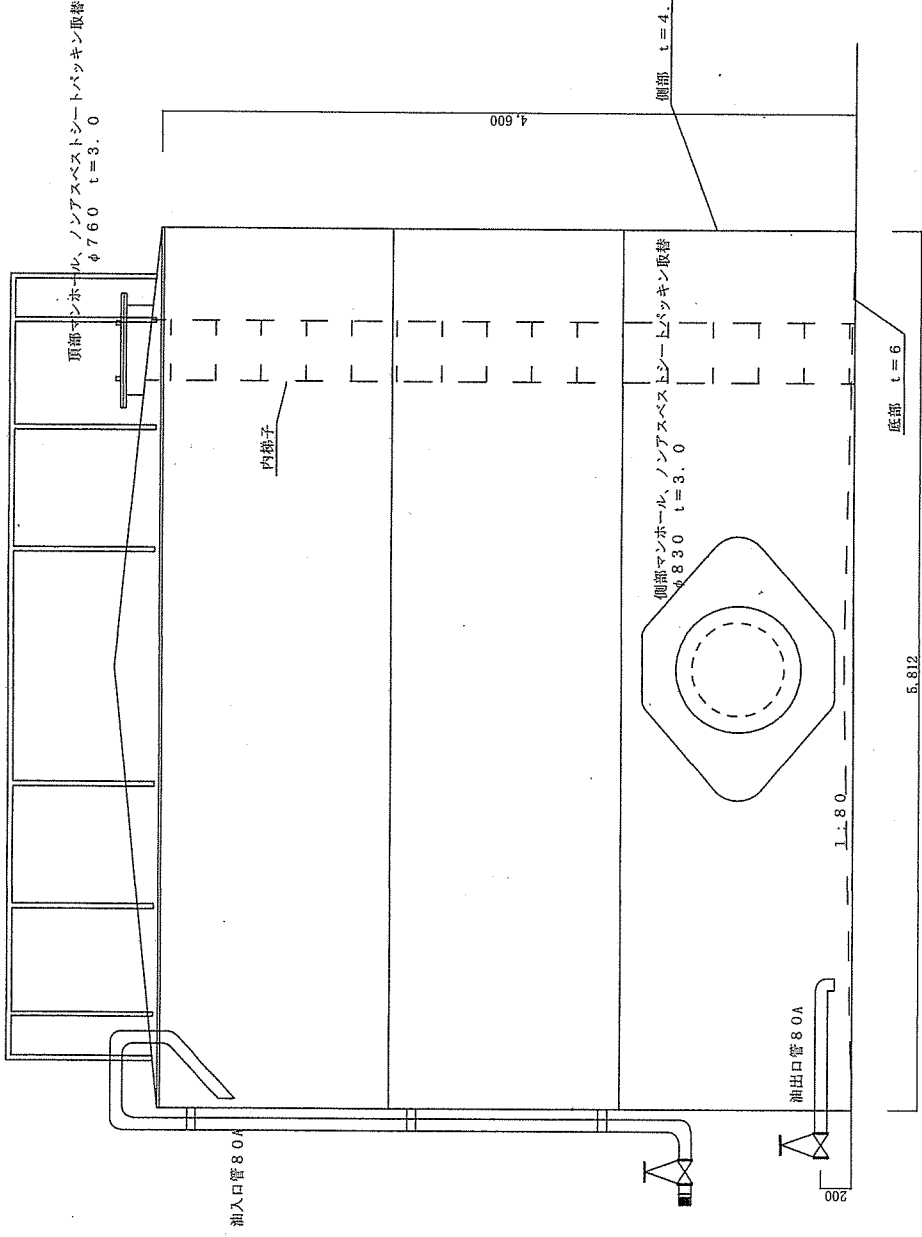 頂部マンホール、ノンアスベストシートパッキン取替
φ760 t=3.0
4,600
側部 t=4.
内梯子
側部マンホール、ノンアスベストシートパッキン取替
φ830 t=3.0
底部 t=6
1:80
5,812
油入口管80A
油出口管80A
200